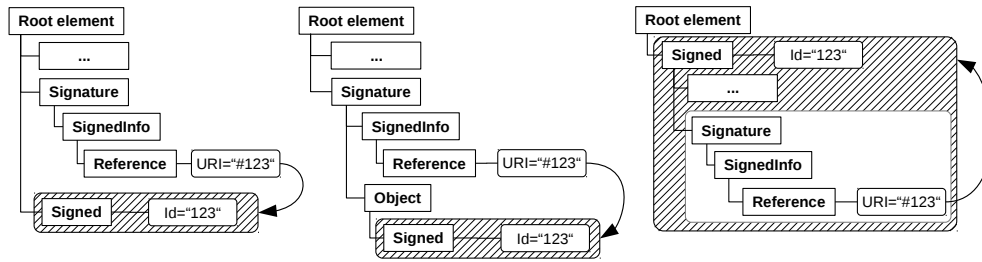 Root element
...
Signature
SignedInfo
Reference
URI=“#123“
Signed
Id=“123“
Root element
...
Signature
SignedInfo
Reference
URI=“#123“
Object
Signed
Id=“123“
Root element
Signed
Id=“123“
...
Signature
SignedInfo
Reference
URI=“#123“